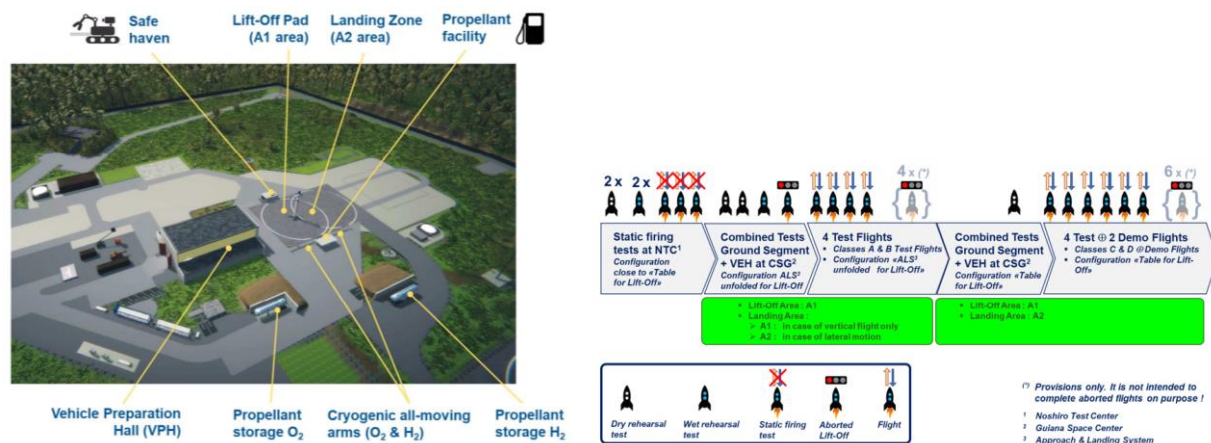 Safe
haven
Lift-Off Pad
(A1 area)
Landing Zone
(A2 area)
Propellant
facility
Vehicle Preparation
Hall (VPH)
Propellant
storage O₂
Cryogenic all-moving
arms (O₂ & H₂)
Propellant
storage H₂
2 x
2 x
4 x (*)
6 x (*)
Static firing
tests at NTC¹
Configuration
close to «Table
for Lift-Off»
Combined Tests
Ground Segment
+ VEH at CSG²
Configuration ALS³
unfolded for Lift-Off
4 Test Flights
• Classes A & B Test Flights
• Configuration «ALS³
unfolded for Lift-Off»
Combined Tests
Ground Segment
+ VEH at CSG²
Configuration «Table
for Lift-Off»
4 Test ⊕ 2 Demo Flights
• Classes C & D ⊕ Demo Flights
• Configuration «Table for Lift-
Off»
• Lift-Off Area : A1
• Landing Area :
➢ A1 : in case of vertical flight only
➢ A2 : in case of lateral motion
• Lift-Off Area : A1
• Landing Area : A2
Dry rehearsal
test
Wet rehearsal
test
Static firing
test
Aborted
Lift-Off
Flight
(*) Provisions only. It is not intended to
complete aborted flights on purpose !
¹ Noshiro Test Center
² Guiana Space Center
³ Approach & Landing System